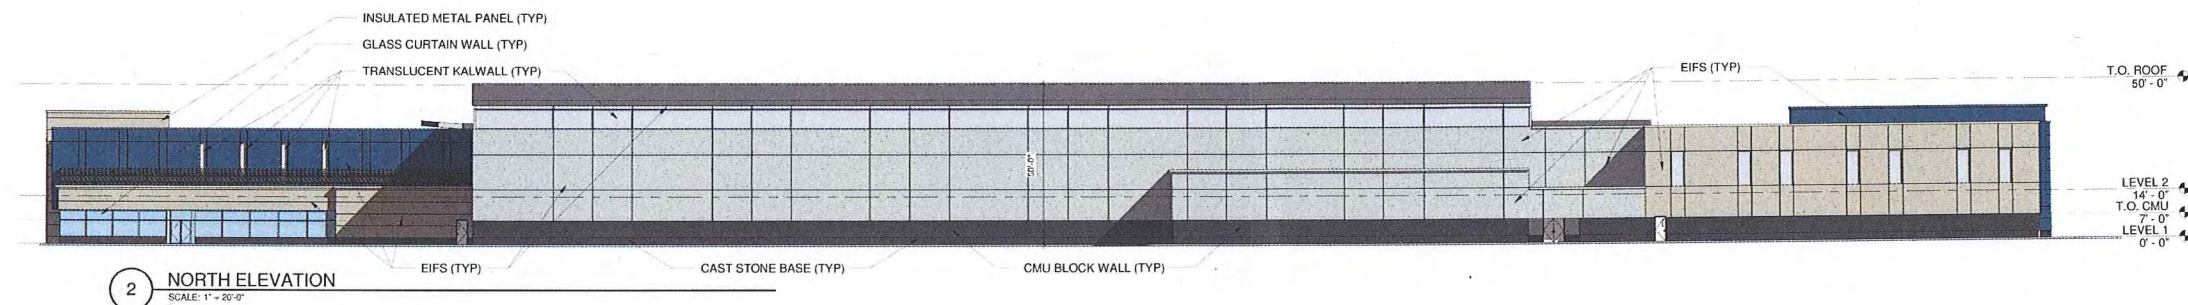 INSULATED METAL PANEL (TYP)
GLASS CURTAIN WALL (TYP)
TRANSLUCENT KALWALL (TYP)
EIFS (TYP)
T.O. ROOF
50' - 0"
50'-0"
LEVEL 2
14' - 0"
T.O. CMU
7' - 0"
LEVEL 1
0' - 0"
EIFS (TYP)
CAST STONE BASE (TYP)
CMU BLOCK WALL (TYP)
2
NORTH ELEVATION
SCALE: 1" = 20'-0"